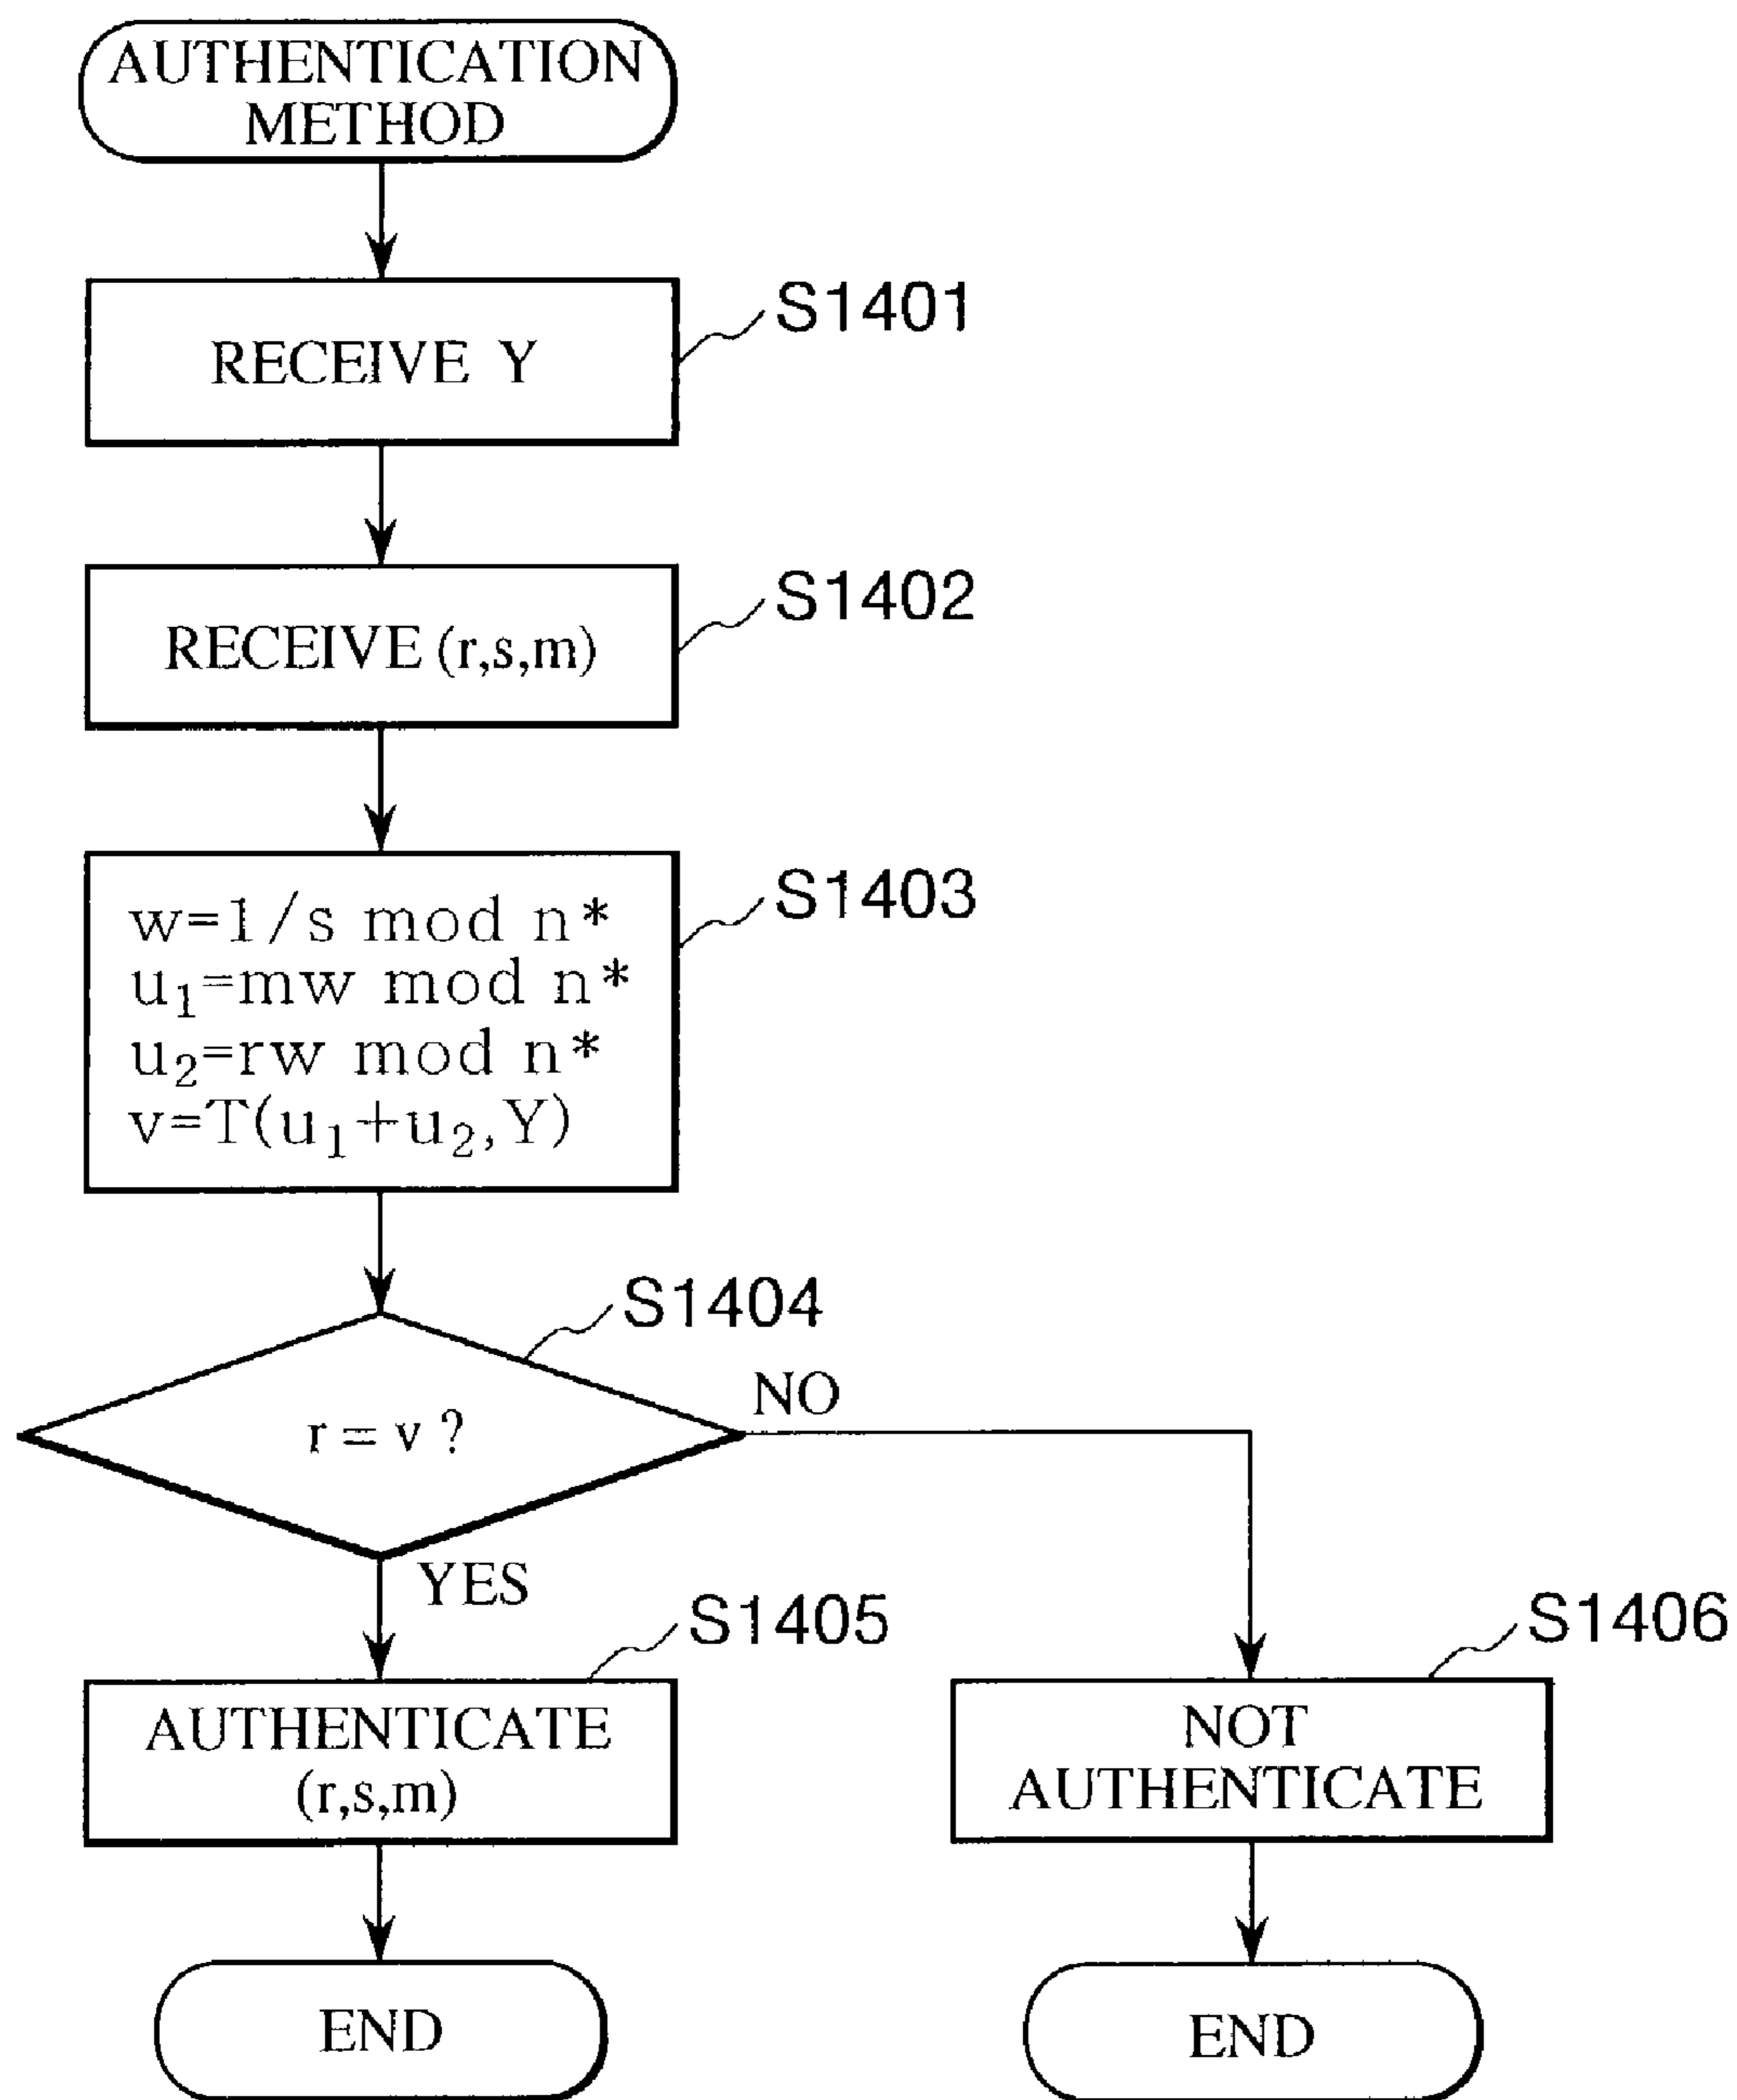 AUTHENTICATION
METHOD
RECEIVE Y
S1401
RECEIVE (r,s,m)
S1402
w=1/s mod n*
u₁=mw mod n*
u₂=rw mod n*
v=T(u₁+u₂,Y)
S1403
r = v ?
S1404
NO
YES
AUTHENTICATE
(r,s,m)
S1405
NOT
AUTHENTICATE
S1406
END
END